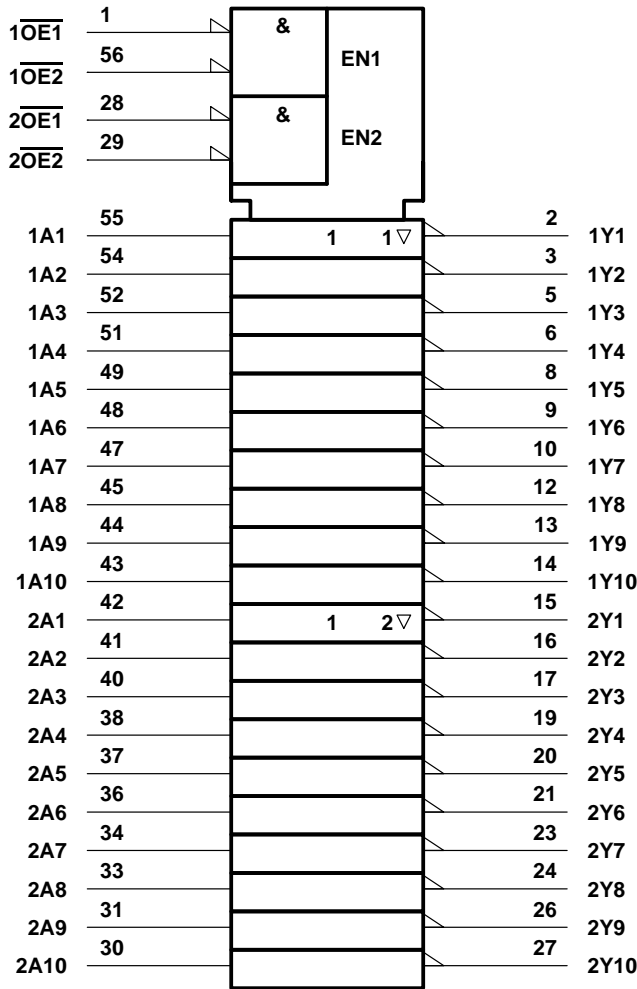 1OE1 1 & EN1
1OE2 56
2OE1 28 & EN2
2OE2 29
1A1 55 1 1▽ 2 1Y1
1A2 54 3 1Y2
1A3 52 5 1Y3
1A4 51 6 1Y4
1A5 49 8 1Y5
1A6 48 9 1Y6
1A7 47 10 1Y7
1A8 45 12 1Y8
1A9 44 13 1Y9
1A10 43 14 1Y10
2A1 42 1 2▽ 15 2Y1
2A2 41 16 2Y2
2A3 40 17 2Y3
2A4 38 19 2Y4
2A5 37 20 2Y5
2A6 36 21 2Y6
2A7 34 23 2Y7
2A8 33 24 2Y8
2A9 31 26 2Y9
2A10 30 27 2Y10